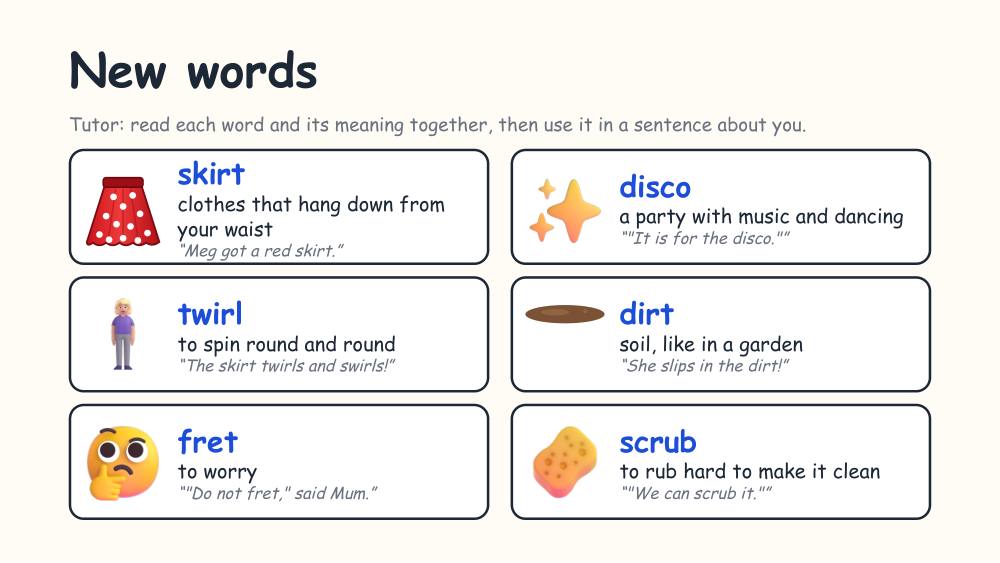 New words
Tutor: read each word and its meaning together, then use it in a sentence about you.
skirt
clothes that hang down from
your waist
“Meg got a red skirt.”
disco
a party with music and dancing
“"It is for the disco."”
twirl
to spin round and round
“The skirt twirls and swirls!”
dirt
soil, like in a garden
“She slips in the dirt!”
fret
to worry
“"Do not fret," said Mum.”
scrub
to rub hard to make it clean
“"We can scrub it."”